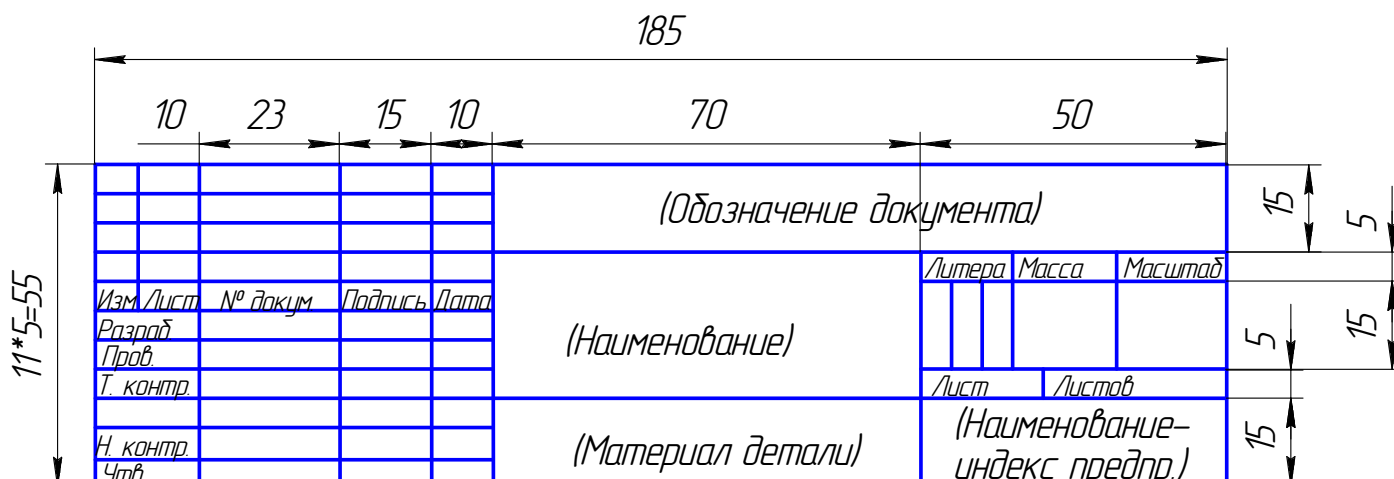 185
10 23 15 10 70 50
(Обозначение документа)
15
5
Литера Масса Масштаб
11*5=55
Изм Лист № докум Подпись Дата
Разраб
(Наименование)
15
5
Пров.
Т. контр.
Лист Листов
(Наименование-
15
Н. контр.
(Материал детали)
индекс предпр.)
Утв